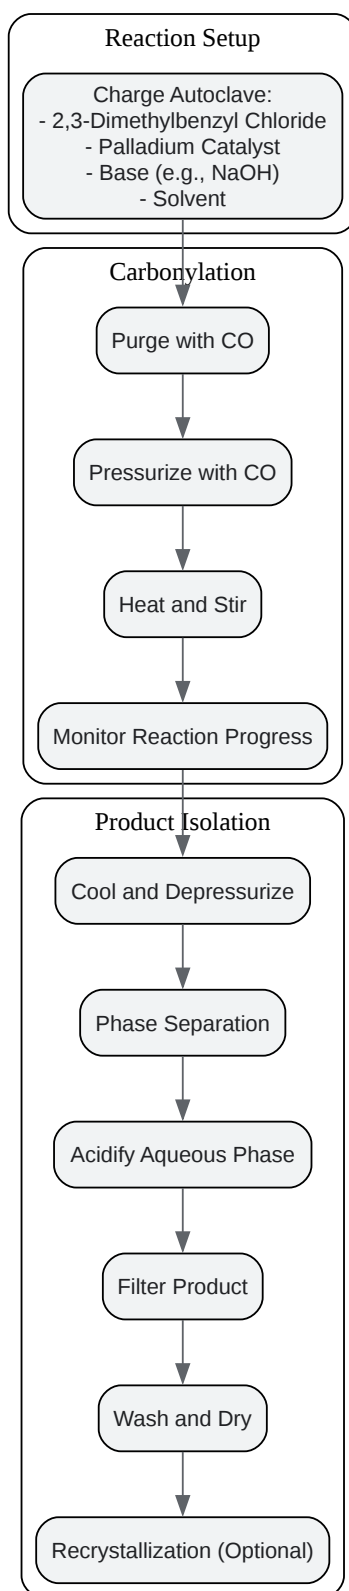 Reaction Setup
Charge Autoclave:
- 2,3-Dimethylbenzyl Chloride
- Palladium Catalyst
- Base (e.g., NaOH)
- Solvent
Carbonylation
Purge with CO
Pressurize with CO
Heat and Stir
Monitor Reaction Progress
Product Isolation
Cool and Depressurize
Phase Separation
Acidify Aqueous Phase
Filter Product
Wash and Dry
Recrystallization (Optional)